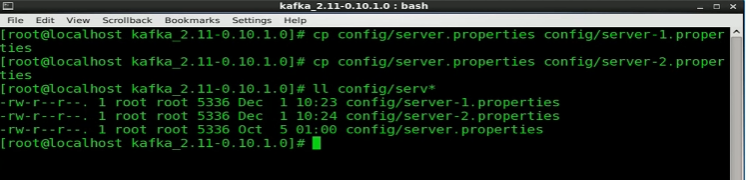 kafka_2.11-0.10.1.0 : bash
File Edit View Scrollback Bookmarks Settings Help
[root@localhost kafka_2.11-0.10.1.0]# cp config/server.properties config/server-1.proper
ties
[root@localhost kafka_2.11-0.10.1.0]# cp config/server.properties config/server-2.proper
ties
[root@localhost kafka_2.11-0.10.1.0]# ll config/serv*
-rw-r--r--. 1 root root 5336 Dec  1 10:23 config/server-1.properties
-rw-r--r--. 1 root root 5336 Dec  1 10:24 config/server-2.properties
-rw-r--r--. 1 root root 5336 Oct  5 01:00 config/server.properties
[root@localhost kafka_2.11-0.10.1.0]#